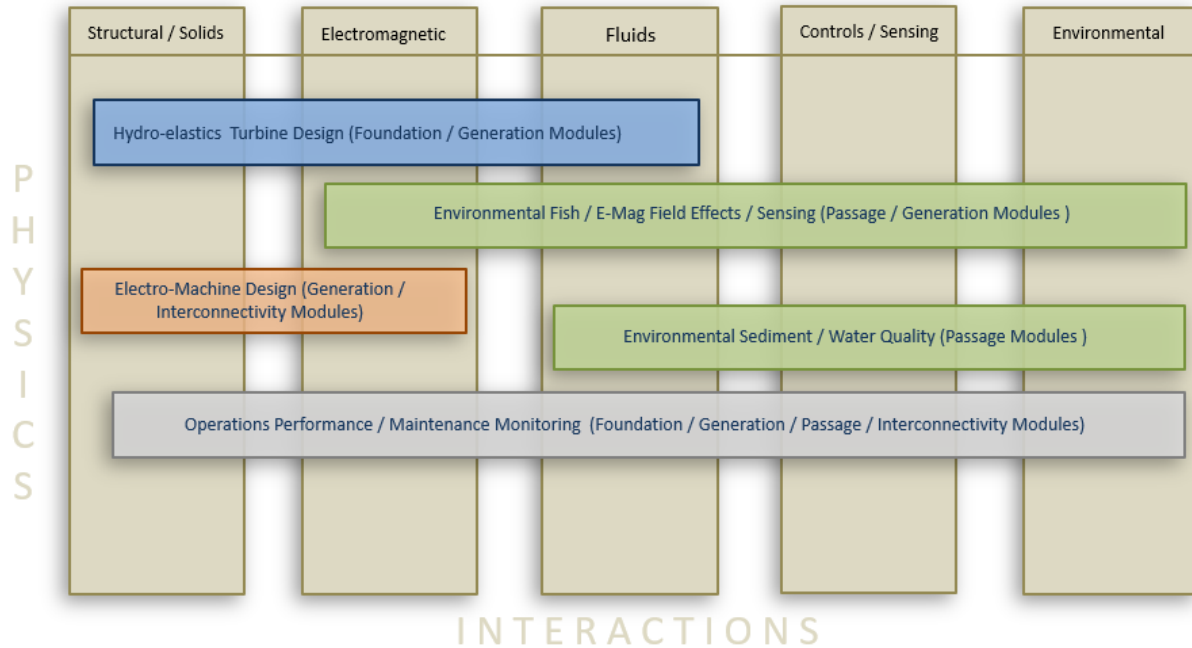 Structural / Solids
Electromagnetic
Fluids
Controls / Sensing
Environmental
Hydro-elastics  Turbine Design (Foundation / Generation Modules)
Environmental Fish / E-Mag Field Effects / Sensing (Passage / Generation Modules )
Electro-Machine Design (Generation /
Interconnectivity Modules)
Environmental Sediment / Water Quality (Passage Modules )
Operations Performance / Maintenance Monitoring  (Foundation / Generation / Passage / Interconnectivity Modules)
PHYSICS
INTERACTIONS